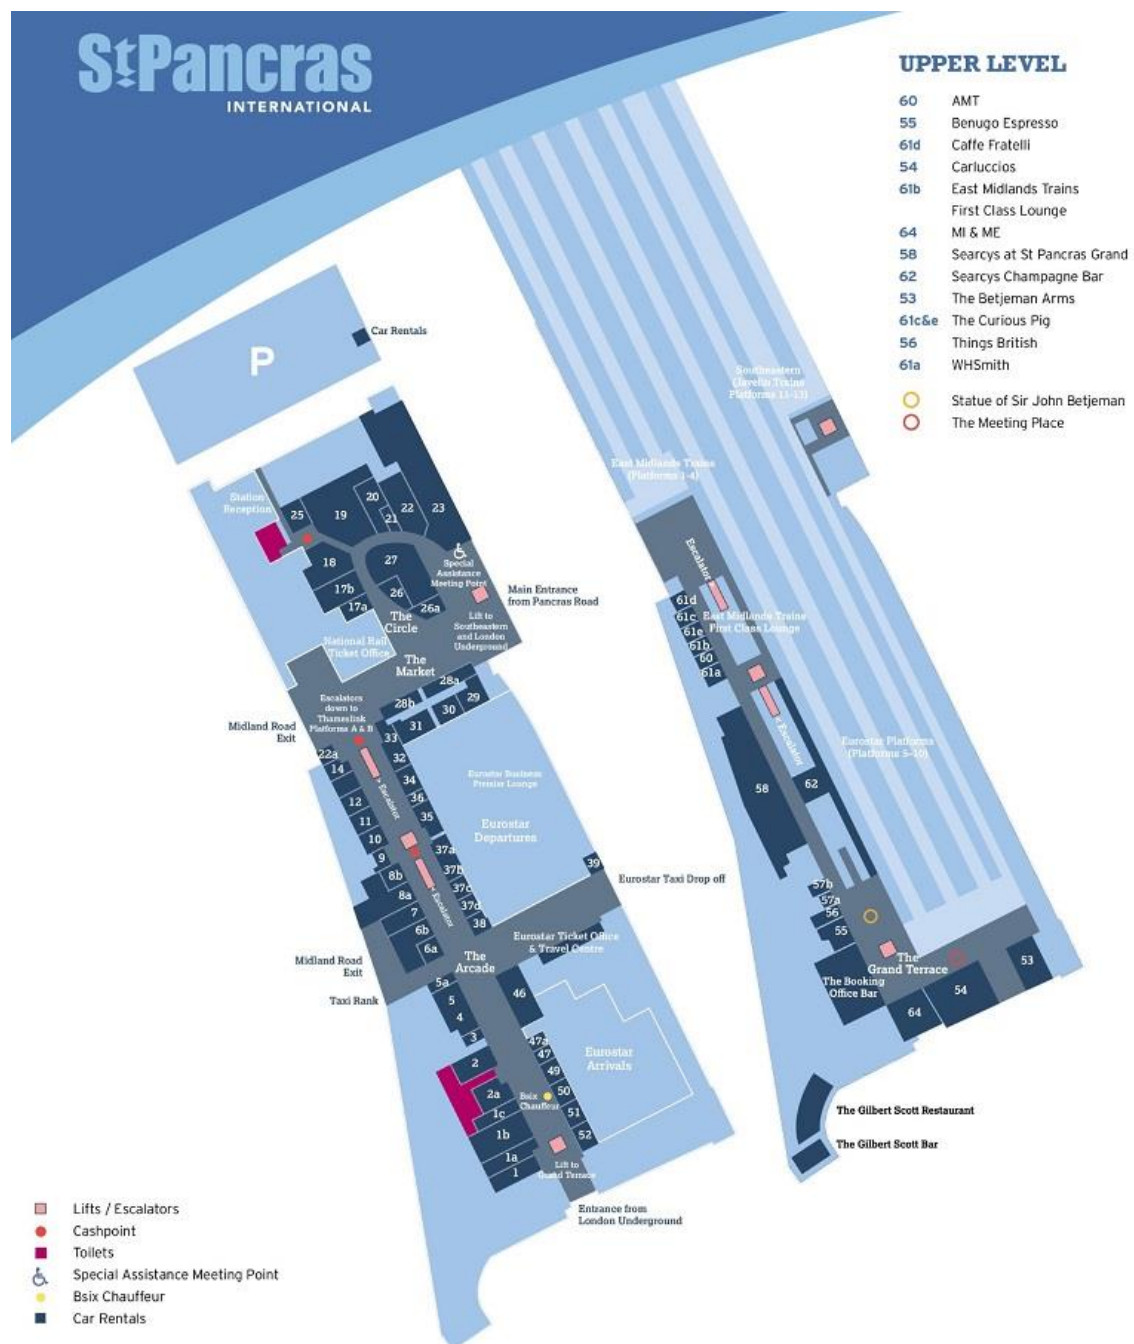 StPancras
INTERNATIONAL
UPPER LEVEL
60 AMT
55 Benugo Espresso
61d Caffe Fratelli
54 Carluccios
61b East Midlands Trains
First Class Lounge
64 MI & ME
58 Searcys at St Pancras Grand
62 Searcys Champagne Bar
53 The Betjeman Arms
61c&e The Curious Pig
56 Things British
61a WHSmith
Statue of Sir John Betjeman
The Meeting Place
P
Car Rentals
Station
Reception
25
19
20
21
22
23
18
27
17b
17a
26
26a
The
Circle
Special
Assistance
Meeting Point
Lift to
Southeastern
and London
Underground
Main Entrance
from Pancras Road
National Rail
Ticket Office
The
Market
Escalators
down to
Thameslink
Platforms A & B
Midland Road
Exit
28a
28b
29
30
31
33
32
34
36
35
22a
14
12
11
10
9
8b
8a
7
6b
6a
> Escalator
> Escalator
37a
37b
37c
37d
38
39
Eurostar Business
Premier Lounge
Eurostar
Departures
Eurostar Taxi Drop off
Eurostar Ticket Office
& Travel Centre
The
Arcade
Midland Road
Exit
Taxi Rank
5a
5
4
3
2
2a
1c
1b
1a
1
46
47a
47
49
50
51
52
Eurostar
Arrivals
Bsix
Chauffeur
Lift to
Grand Terrace
Entrance from
London Underground
Southeastern
(Javelin Trains
Platforms 11-13)
East Midlands Trains
(Platforms 1-4)
Escalator
61d
61c
61e
61b
60
61a
East Midlands Trains
First Class Lounge
< Escalator
Eurostar Platforms
(Platforms 5-10)
58
62
57b
57a
56
55
The
Grand Terrace
The Booking
Office Bar
64
54
53
The Gilbert Scott Restaurant
The Gilbert Scott Bar
Lifts / Escalators
Cashpoint
Toilets
Special Assistance Meeting Point
Bsix Chauffeur
Car Rentals